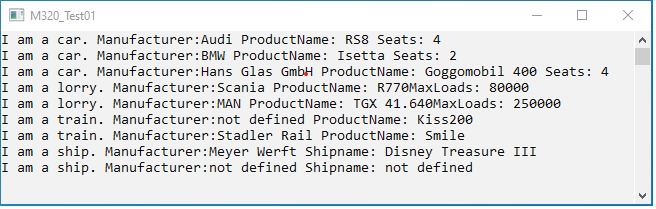 M320_Test01
I am a car. Manufacturer:Audi ProductName: RS8 Seats: 4
I am a car. Manufacturer:BMW ProductName: Isetta Seats: 2
I am a car. Manufacturer:Hans Glas GmbH ProductName: Goggomobil 400 Seats: 4
I am a lorry. Manufacturer:Scania ProductName: R770MaxLoads: 80000
I am a lorry. Manufacturer:MAN ProductName: TGX 41.640MaxLoads: 250000
I am a train. Manufacturer:not defined ProductName: Kiss200
I am a train. Manufacturer:Stadler Rail ProductName: Smile
I am a ship. Manufacturer:Meyer Werft Shipname: Disney Treasure III
I am a ship. Manufacturer:not defined Shipname: not defined